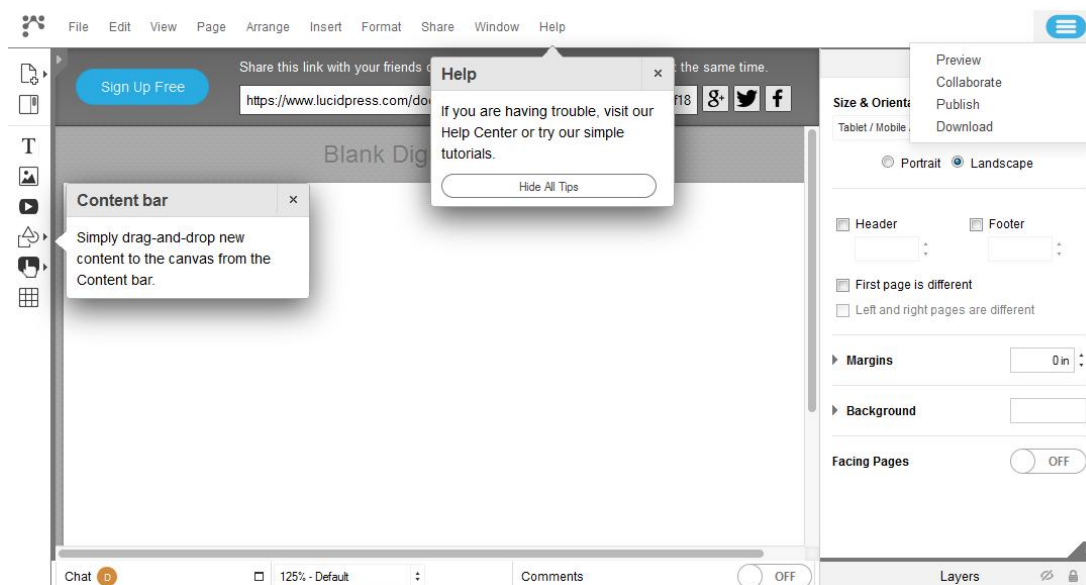 File Edit View Page Arrange Insert Format Share Window Help
Preview
Collaborate
Publish
Download
Sign Up Free
Share this link with your friends
the same time.
https://www.lucidpress.com/do
f18
Blank Dig
Help ×
If you are having trouble, visit our
Help Center or try our simple
tutorials.
Hide All Tips
Content bar ×
Simply drag-and-drop new
content to the canvas from the
Content bar.
T
Size & Orienta
Tablet / Mobile
Portrait Landscape
Header Footer
First page is different
Left and right pages are different
Margins 0 in
Background
Facing Pages OFF
Chat D 125% - Default Comments OFF
Layers